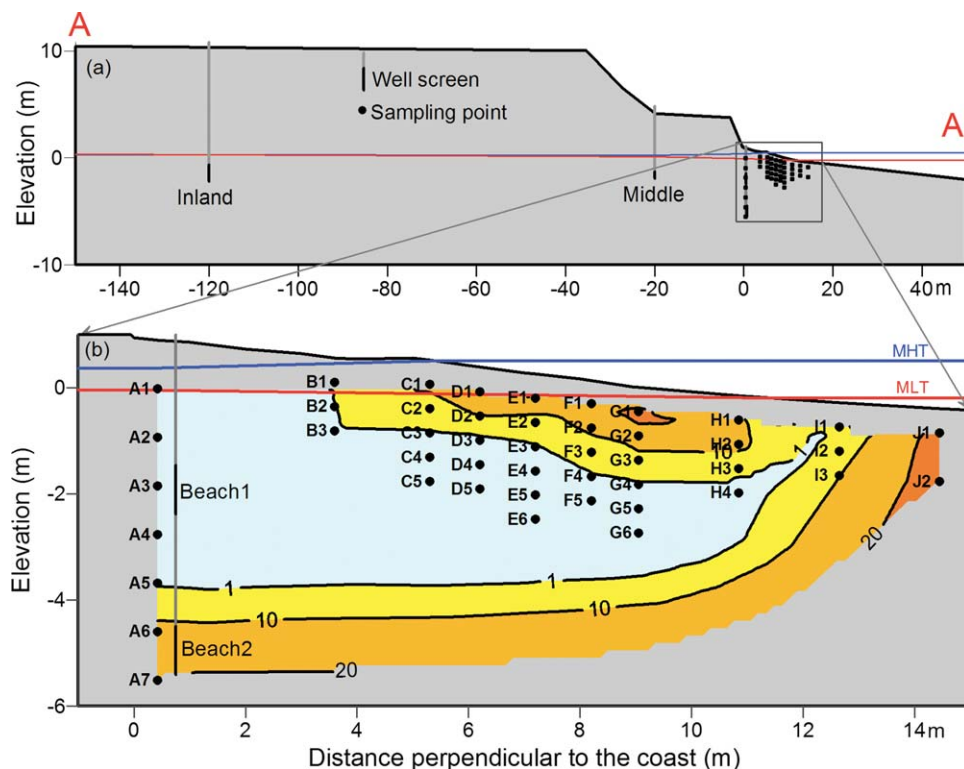 A
A
10
(a)
Well screen
Sampling point
Elevation (m)
0
Inland
Middle
-10
-140 -120 -100 -80 -60 -40 -20 0 20 40m
(b)
MHT
0
MLT
A1 B1 C1 D1 E1 F1 G1 H1 I1 J1
A2 B2 C2 D2 E2 F2 G2 H2 I2 J2
A3 B3 C3 D3 E3 F3 G3 H3 I3
A4 C4 D4 E4 F4 G4 H4
A5 C5 D5 E5 F5 G5
A6 E6 G6
A7
10
1
Beach1
-2
Elevation (m)
20
1 1
-4
10 10
Beach2
20
-6
0 2 4 6 8 10 12 14m
Distance perpendicular to the coast (m)